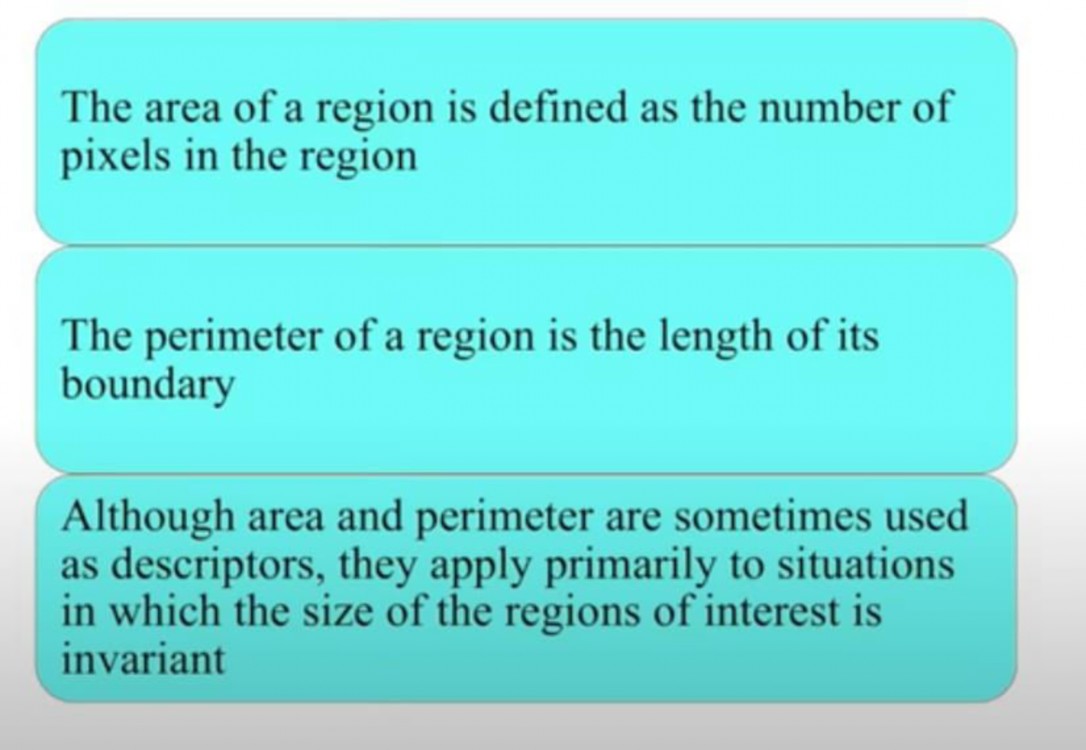 The area of a region is defined as the number of
pixels in the region
The perimeter of a region is the length of its
boundary
Although area and perimeter are sometimes used
as descriptors, they apply primarily to situations
in which the size of the regions of interest is
invariant